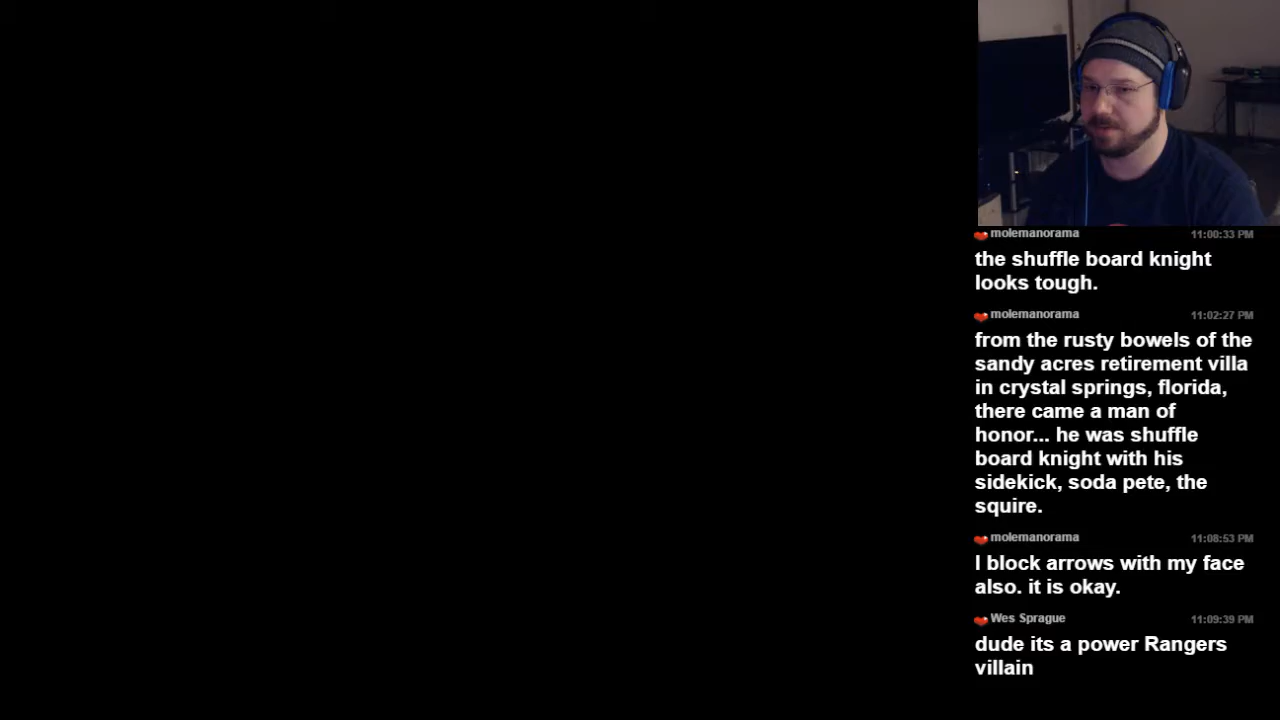 molemanorama 11:00:33 PM
the shuffle board knight
looks tough.
molemanorama 11:02:27 PM
from the rusty bowels of the
sandy acres retirement villa
in crystal springs, florida,
there came a man of
honor... he was shuffle
board knight with his
sidekick, soda pete, the
squire.
molemanorama 11:08:53 PM
I block arrows with my face
also. it is okay.
Wes Sprague 11:09:39 PM
dude its a power Rangers
villain